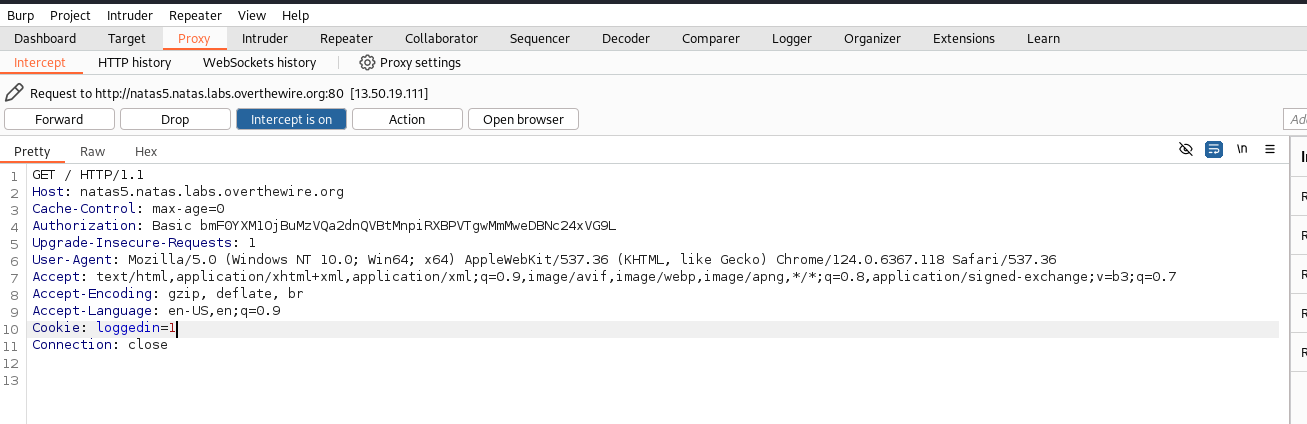 Burp Project Intruder Repeater View Help
Dashboard Target Proxy Intruder Repeater Collaborator Sequencer Decoder Comparer Logger Organizer Extensions Learn
Intercept HTTP history WebSockets history Proxy settings
Request to http://natas5.natas.labs.overthewire.org:80 [13.50.19.111]
Forward Drop Intercept is on Action Open browser
Pretty Raw Hex \n
1 GET / HTTP/1.1
2 Host: natas5.natas.labs.overthewire.org
3 Cache-Control: max-age=0
4 Authorization: Basic bmF0YXM1OjBuMzVQa2dnQVBtMnpiRXBPVTgwMmMweDBNc24xVG9L
5 Upgrade-Insecure-Requests: 1
6 User-Agent: Mozilla/5.0 (Windows NT 10.0; Win64; x64) AppleWebKit/537.36 (KHTML, like Gecko) Chrome/124.0.6367.118 Safari/537.36
7 Accept: text/html,application/xhtml+xml,application/xml;q=0.9,image/avif,image/webp,image/apng,*/*;q=0.8,application/signed-exchange;v=b3;q=0.7
8 Accept-Encoding: gzip, deflate, br
9 Accept-Language: en-US,en;q=0.9
10 Cookie: loggedin=1
11 Connection: close
12
13